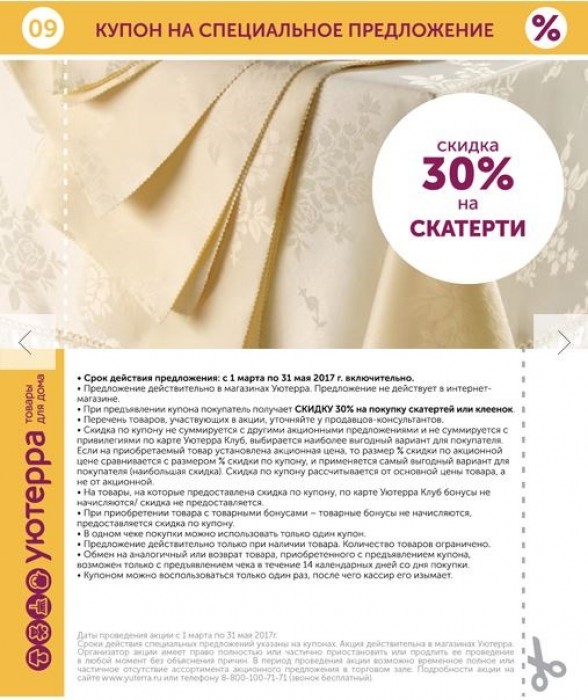 09
КУПОН НА СПЕЦИАЛЬНОЕ ПРЕДЛОЖЕНИЕ
%
скидка
30%
на
СКАТЕРТИ
уютерра
товары
для дома
• Срок действия предложения: с 1 марта по 31 мая 2017 г. включительно.
• Предложение действительно в магазинах Уютерра. Предложение не действует в интернет-
магазине.
• При предъявлении купона покупатель получает СКИДКУ 30% на покупку скатертей или клеенок.
• Перечень товаров, участвующих в акции, уточняйте у продавцов-консультантов.
• Скидка по купону не суммируется с другими акционными предложениями и не суммируется с
привилегиями по карте Уютерра Клуб, выбирается наиболее выгодный вариант для покупателя.
Если на приобретаемый товар установлена акционная цена, то размер % скидки по акционной
цене сравнивается с размером % скидки по купону, и применяется самый выгодный вариант для
покупателя (наибольшая скидка). Скидка по купону рассчитывается от основной цены товара, а
не от акционной.
• На товары, на которые предоставлена скидка по купону, по карте Уютерра Клуб бонусы не
начисляются/ скидка не предоставляется.
• При приобретении товара с товарными бонусами – товарные бонусы не начисляются,
предоставляется скидка по купону.
• В одном чеке покупки можно использовать только один купон.
• Предложение действительно только при наличии товара. Количество товаров ограничено.
• Обмен на аналогичный или возврат товара, приобретенного с предъявлением купона,
возможен только с предъявлением чека в течение 14 календарных дней со дня покупки.
• Купоном можно воспользоваться только один раз, после чего кассир его изымает.
Даты проведения акции с 1 марта по 31 мая 2017г.
Сроки действия специальных предложений указаны на купонах. Акция действительна в магазинах Уютерра.
Организатор акции имеет право полностью или частично приостановить или продлить ее проведение
в любой момент без объяснения причин. В период проведения акции возможно временное полное или
частичное отсутствие ассортимента акционного предложения в торговом зале. Подробности акции на
сайте www.yuterra.ru или телефону 8-800-100-71-71 (звонок бесплатный).